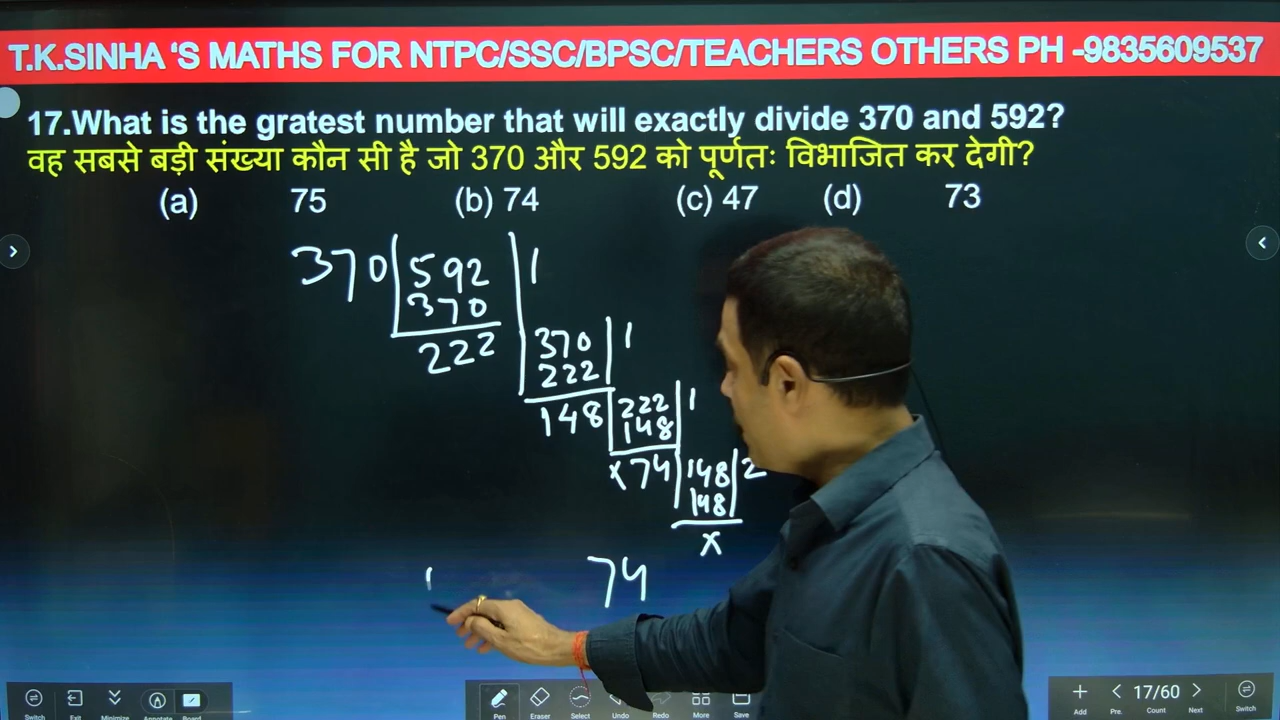 T.K.SINHA ‘S MATHS FOR NTPC/SSC/BPSC/TEACHERS OTHERS PH -9835609537
17.What is the gratest number that will exactly divide 370 and 592?
वह सबसे बड़ी संख्या कौन सी है जो 370 और 592 को पूर्णतः विभाजित कर देगी?
(a) 75 (b) 74 (c) 47 (d) 73
370 592 1
370
222 370 1
222
148 222 1
148
x 74 148 2
148
x
74
Switch Exit Minimize Annotate Board Pen Eraser Select Undo Redo More Save Add Pre. 17/60 Count Next Switch